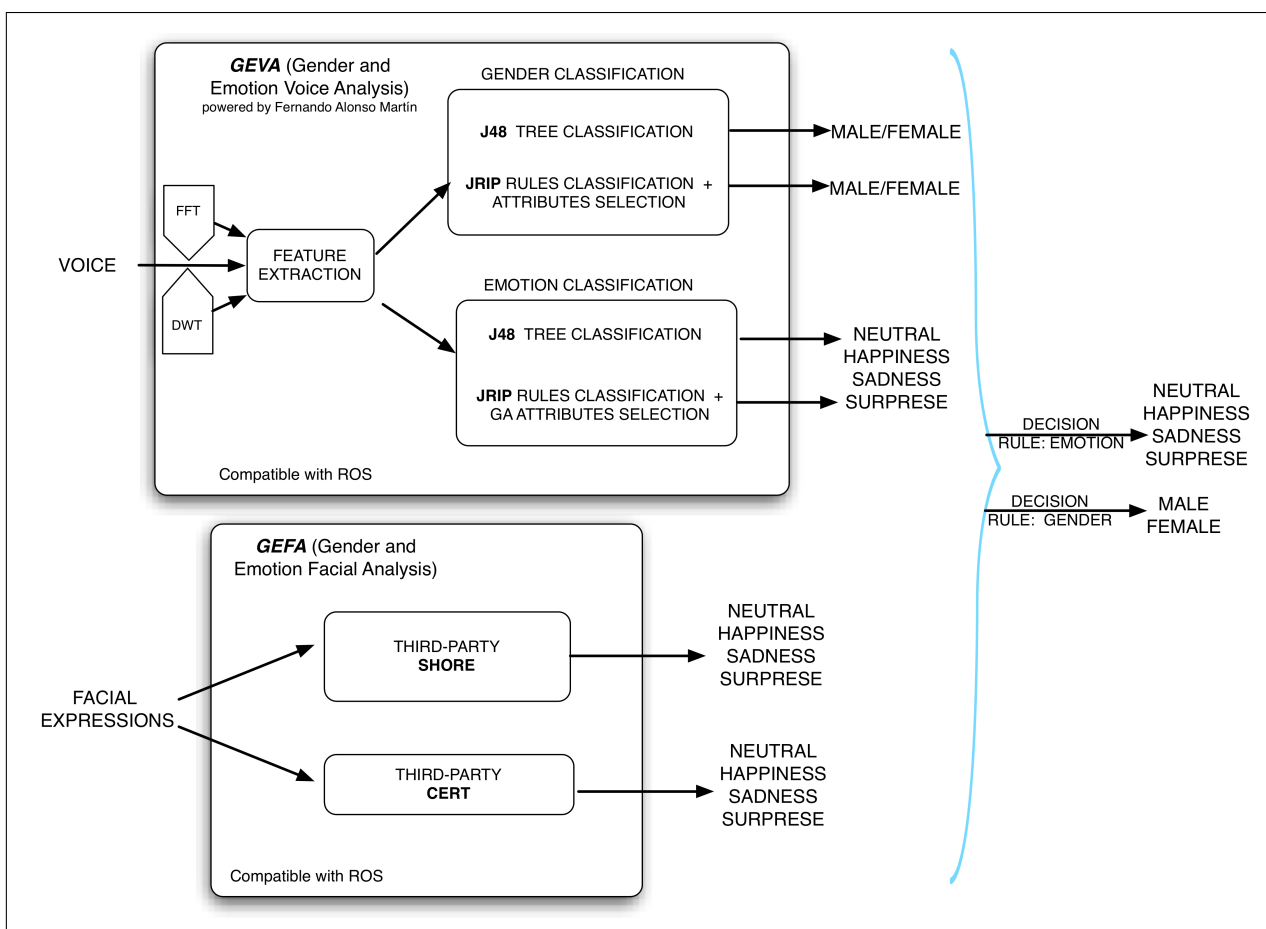 GEVA (Gender and
Emotion Voice Analysis)
powered by Fernando Alonso Martín
GENDER CLASSIFICATION
J48 TREE CLASSIFICATION
JRIP RULES CLASSIFICATION +
ATTRIBUTES SELECTION
MALE/FEMALE
MALE/FEMALE
FFT
VOICE
FEATURE
EXTRACTION
DWT
EMOTION CLASSIFICATION
J48 TREE CLASSIFICATION
JRIP RULES CLASSIFICATION +
GA ATTRIBUTES SELECTION
NEUTRAL
HAPPINESS
SADNESS
SURPRESE
Compatible with ROS
GEFA (Gender and
Emotion Facial Analysis)
FACIAL
EXPRESSIONS
THIRD-PARTY
SHORE
NEUTRAL
HAPPINESS
SADNESS
SURPRESE
THIRD-PARTY
CERT
NEUTRAL
HAPPINESS
SADNESS
SURPRESE
Compatible with ROS
DECISION
RULE: EMOTION
NEUTRAL
HAPPINESS
SADNESS
SURPRESE
DECISION
RULE: GENDER
MALE
FEMALE